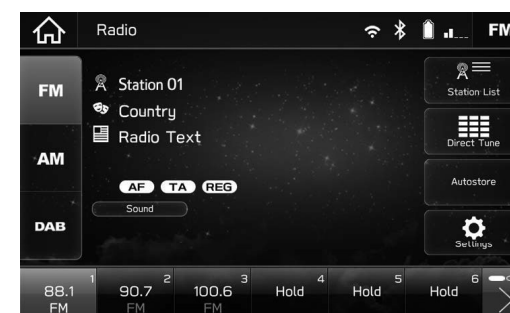 Radio
FM
FM
AM
DAB
Station 01
Country
Radio Text
AF TA REG
Sound
Station List
Direct Tune
Autostore
Settings
1
88.1
FM
2
90.7
FM
3
100.6
FM
4
Hold
5
Hold
6
Hold